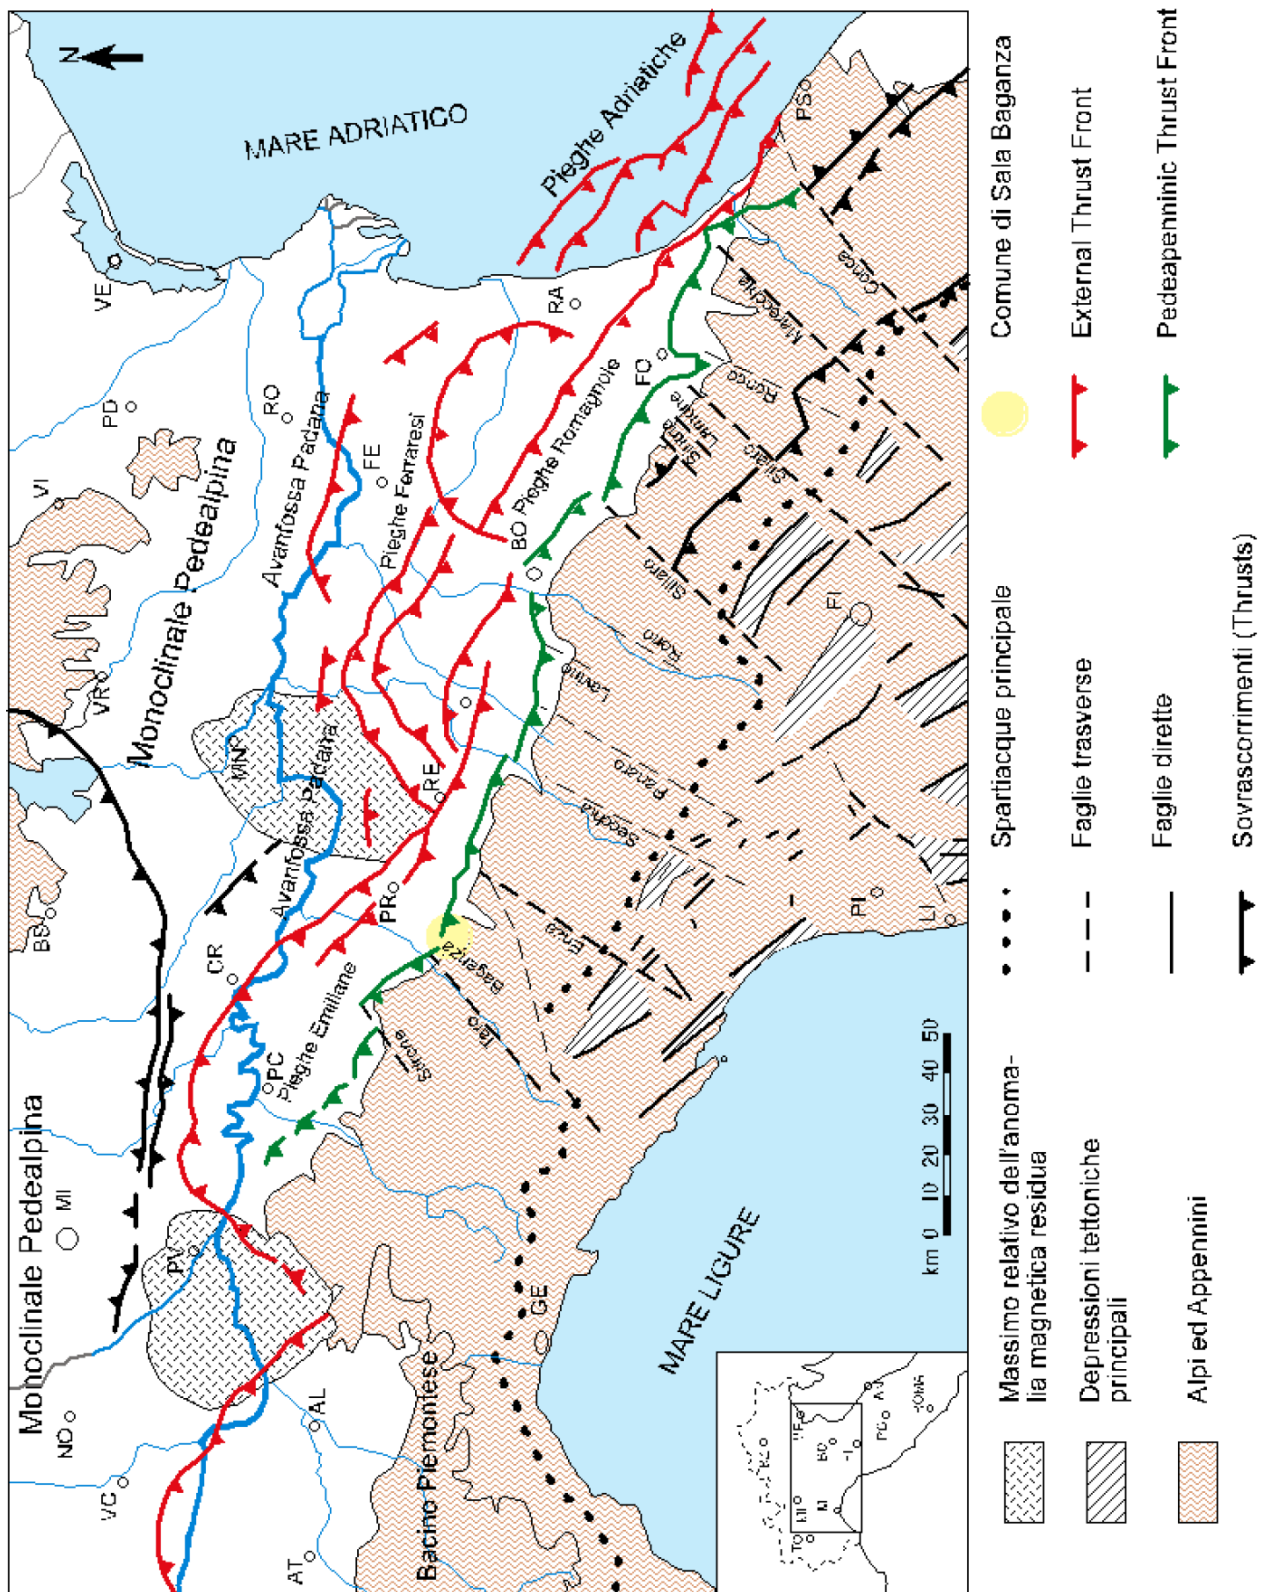 N
MARE ADRIATICO
Pieghe Adriatiche
VE
PD
VI
RO
RA
PS
Monoclinale Pedealpina
Avanfossa Padana
FE
Pieghe Ferraresi
BO
Pieghe Romagnole
FO
Marecchia
Conca
Ronco
Lamone
Sillaro
VR
MN
Avanfossa Padana
RE
Reno
Lavino
Panaro
Secchia
FI
BS
CR
PR
Enza
Baganza
Taro
Stirone
PI
LI
Monoclinale Pedealpina
MI
PC
Pieghe Emiliane
PV
NO
VC
AL
AT
Bacino Piemontese
GE
MARE LIGURE
km 0 10 20 30 40 50
ROMA
TO
Massimo relativo dell'anoma-
lia magnetica residua
Depressioni tettoniche
principali
Alpi ed Appennini
Spartiacque principale
Faglie trasverse
Faglie dirette
Sovrascorrimenti (Thrusts)
Comune di Sala Baganza
External Thrust Front
Pedeapenninic Thrust Front